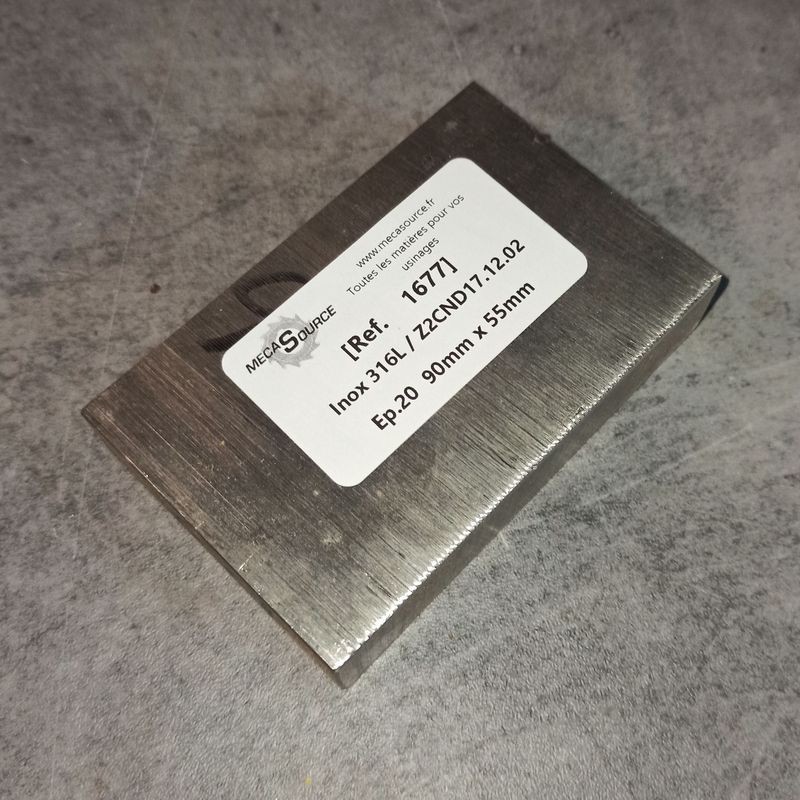 MECASOURCE
www.mecasource.fr
Toutes les matières pour vos
usinages
[Ref. 1677]
Inox 316L / Z2CND17.12.02
Ep.20 90mm x 55mm